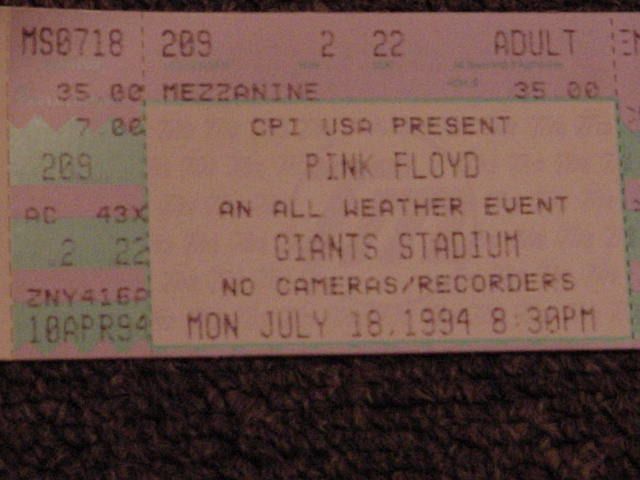 MS0718 209 2 22 ADULT
35.00 MEZZANINE 35.00
7.00 CPI USA PRESENT
209 PINK FLOYD
AC 43X AN ALL WEATHER EVENT
2 22 GIANTS STADIUM
ZNY416A NO CAMERAS/RECORDERS
10APR94 MON JULY 18,1994 8:30PM